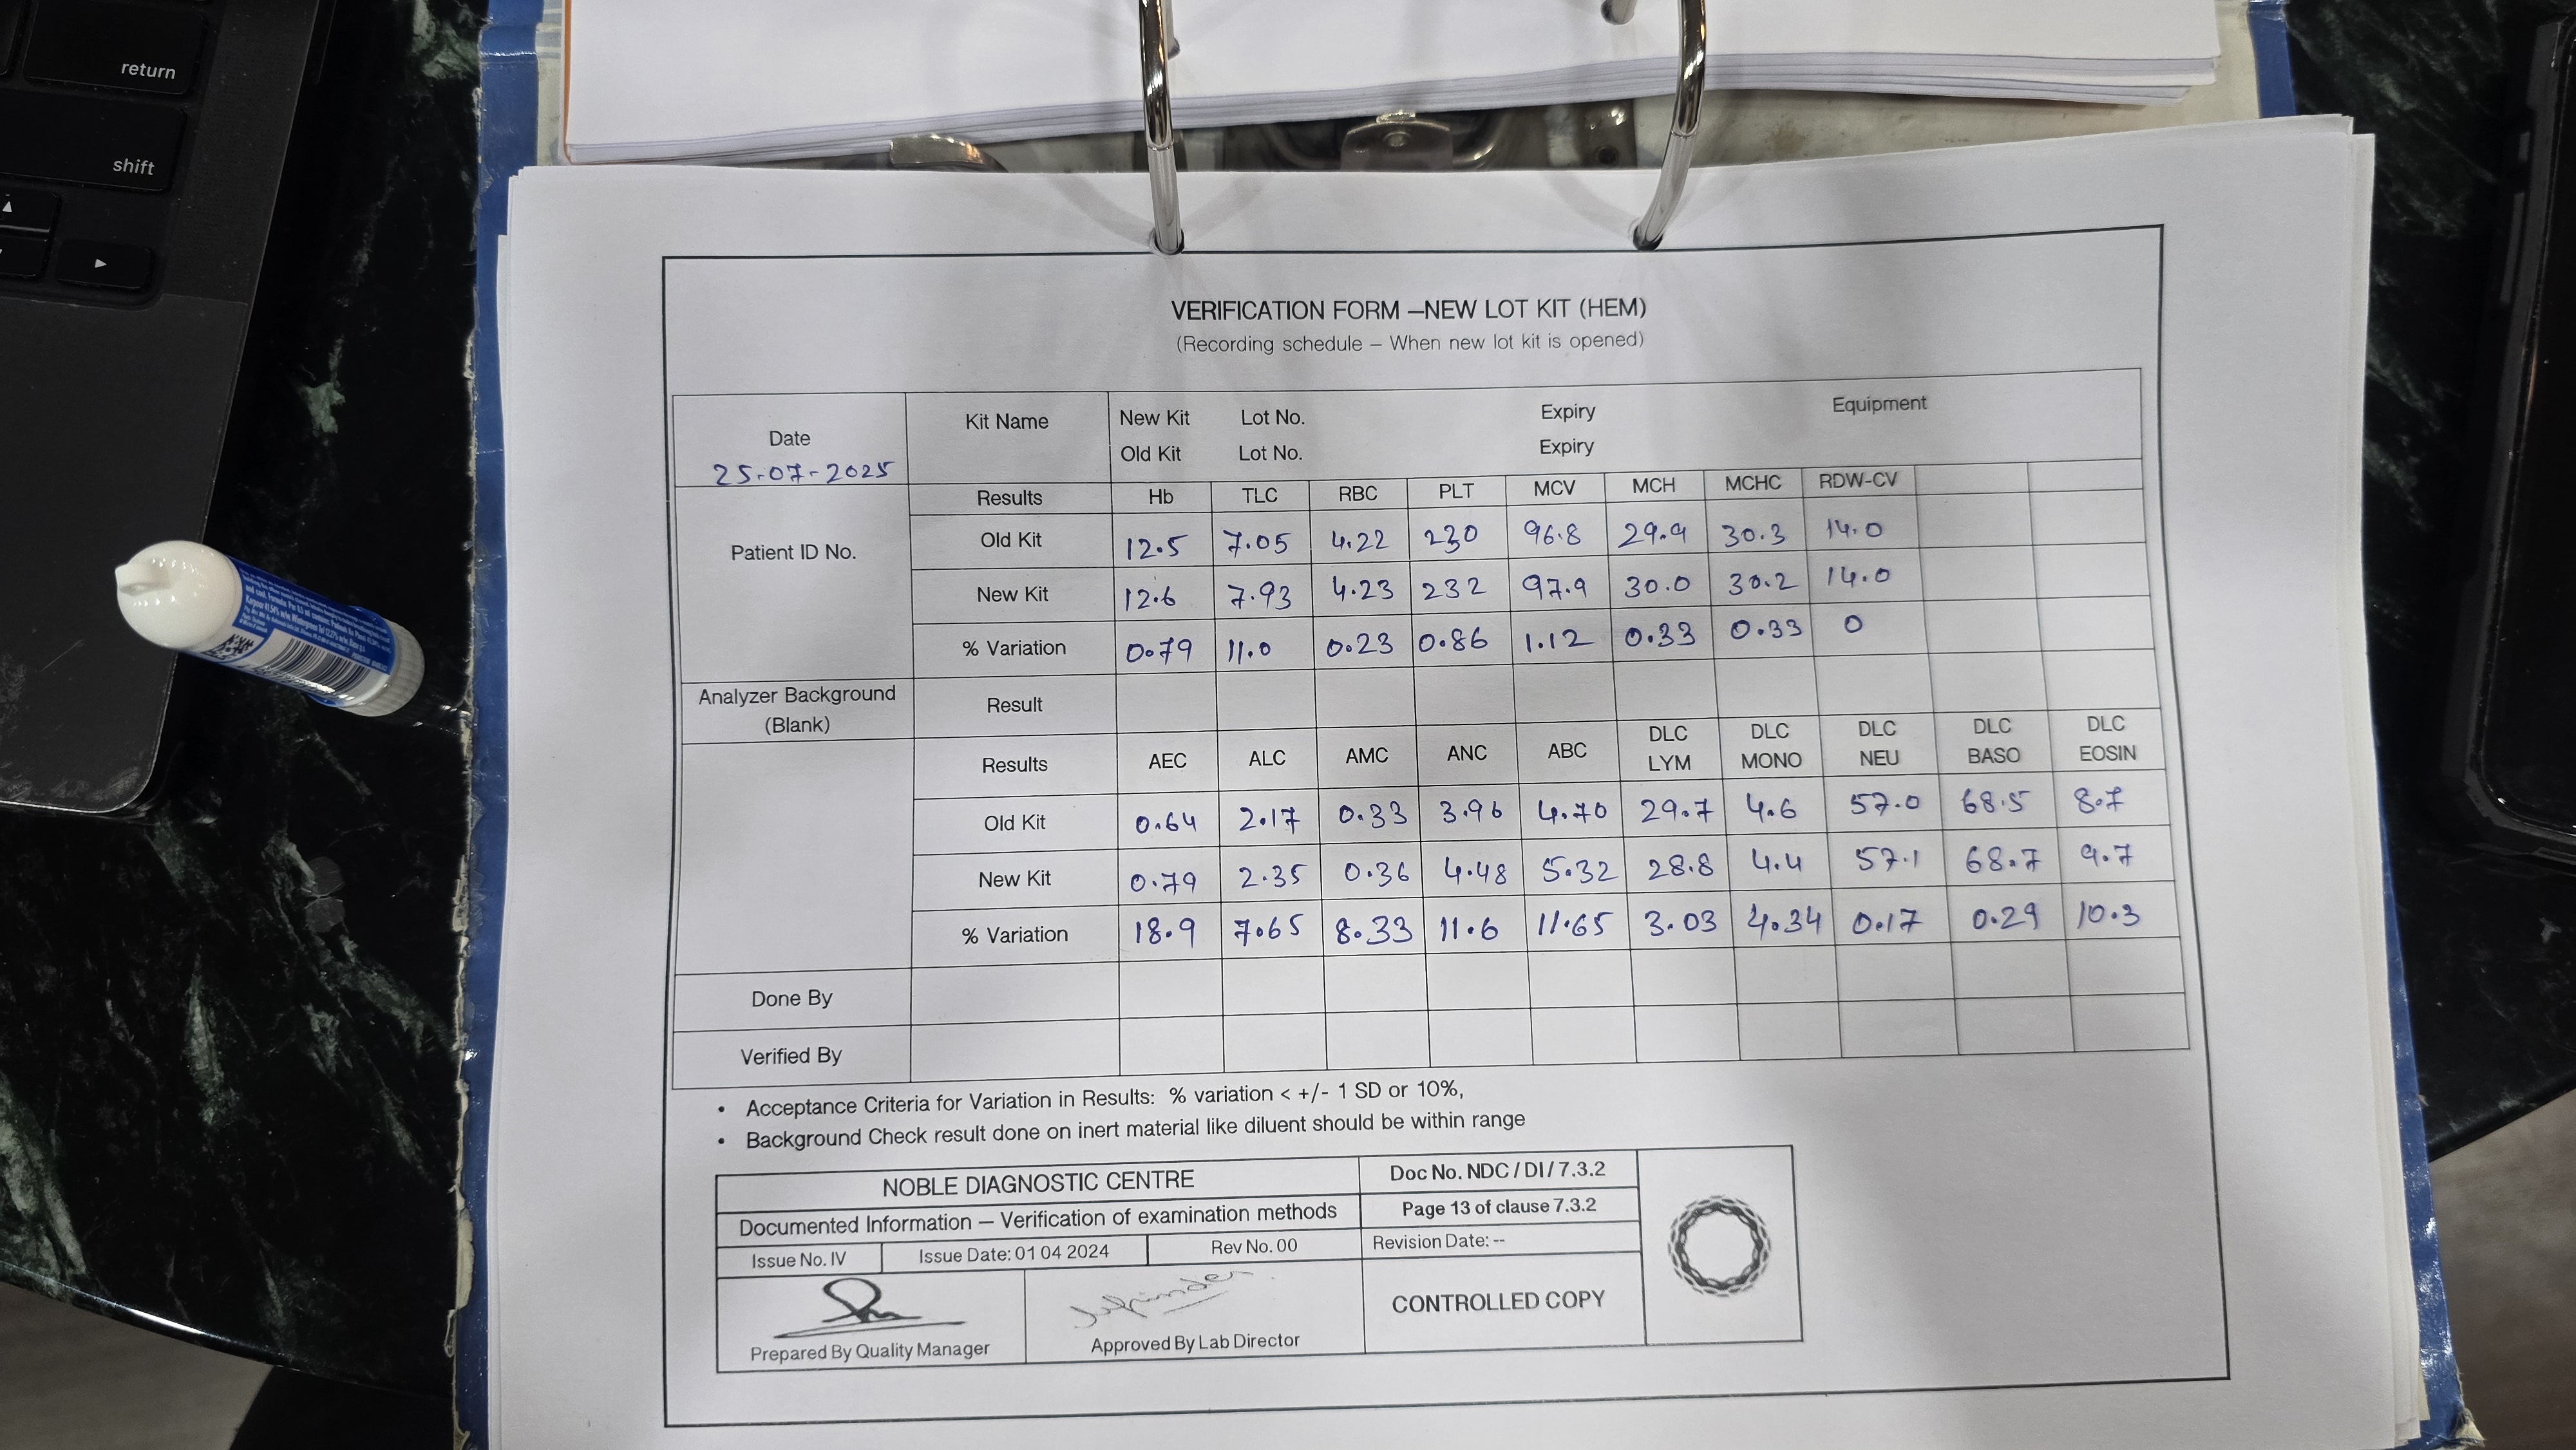 return
shift
VERIFICATION FORM –NEW LOT KIT (HEM)
(Recording schedule – When new lot kit is opened)
Date Kit Name New Kit Lot No. Expiry Equipment
25.07-2025 Old Kit Lot No. Expiry
Patient ID No. Results Hb TLC RBC PLT MCV MCH MCHC RDW-CV
Old Kit 12.5 7.05 4.22 230 96.8 29.9 30.3 14.0
New Kit 12.6 7.93 4.23 232 97.9 30.0 30.2 14.0
% Variation 0.79 11.0 0.23 0.86 1.12 0.33 0.33 0
Analyzer Background (Blank) Result
Results AEC ALC AMC ANC ABC DLC LYM DLC MONO DLC NEU DLC BASO DLC EOSIN
Old Kit 0.64 2.17 0.33 3.96 4.70 29.7 4.6 57.0 68.5 8.7
New Kit 0.79 2.35 0.36 4.48 5.32 28.8 4.4 57.1 68.7 9.7
% Variation 18.9 7.65 8.33 11.6 11.65 3.03 4.34 0.17 0.29 10.3
Done By
Verified By
• Acceptance Criteria for Variation in Results: % variation < +/- 1 SD or 10%,
• Background Check result done on inert material like diluent should be within range
NOBLE DIAGNOSTIC CENTRE Doc No. NDC / DI / 7.3.2
Documented Information – Verification of examination methods Page 13 of clause 7.3.2
Issue No. IV Issue Date: 01 04 2024 Rev No. 00 Revision Date: --
Prepared By Quality Manager Approved By Lab Director CONTROLLED COPY